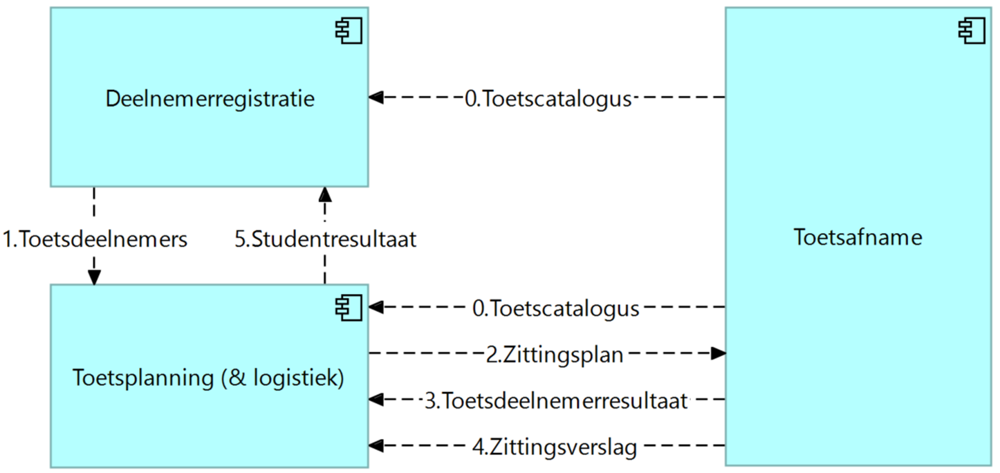 Deelnemerregistratie
0.Toetscatalogus
1.Toetsdeelnemers
5.Studentresultaat
Toetsafname
0.Toetscatalogus
2.Zittingsplan
Toetsplanning (& logistiek)
3.Toetsdeelnemerresultaat
4.Zittingsverslag